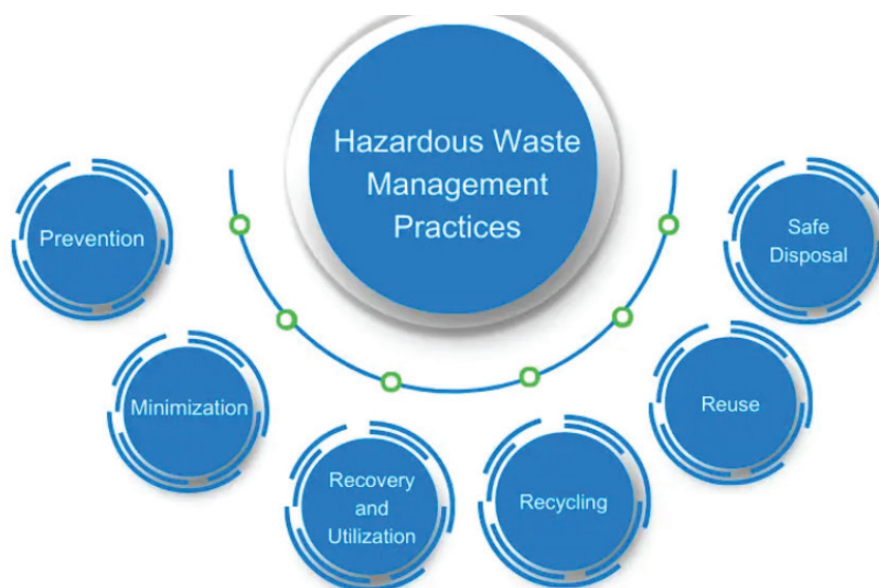 Hazardous Waste
Management
Practices
Prevention
Minimization
Recovery
and
Utilization
Recycling
Reuse
Safe
Disposal